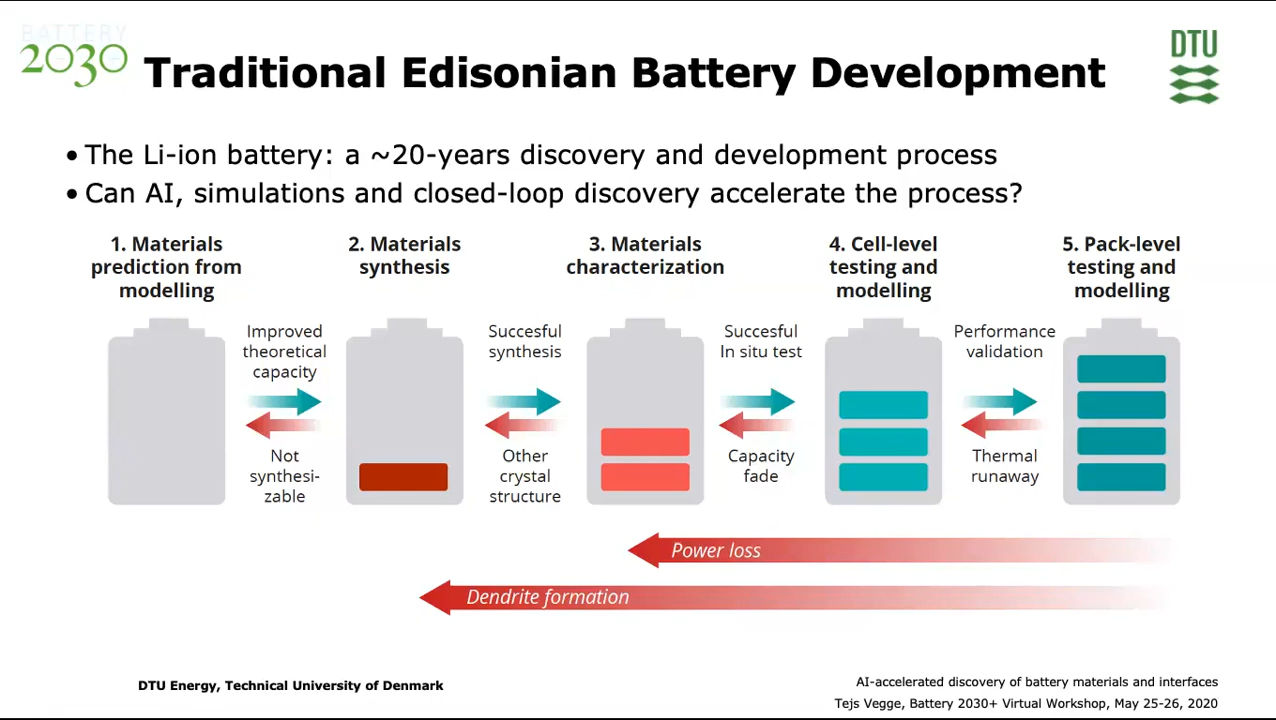 BATTERY
2030
DTU
Traditional Edisonian Battery Development
• The Li-ion battery: a ~20-years discovery and development process
• Can AI, simulations and closed-loop discovery accelerate the process?
1. Materials
prediction from
modelling
2. Materials
synthesis
3. Materials
characterization
4. Cell-level
testing and
modelling
5. Pack-level
testing and
modelling
Improved
theoretical
capacity
Not
synthesi-
zable
Succesful
synthesis
Other
crystal
structure
Succesful
In situ test
Capacity
fade
Performance
validation
Thermal
runaway
Power loss
Dendrite formation
DTU Energy, Technical University of Denmark
AI-accelerated discovery of battery materials and interfaces
Tejs Vegge, Battery 2030+ Virtual Workshop, May 25-26, 2020